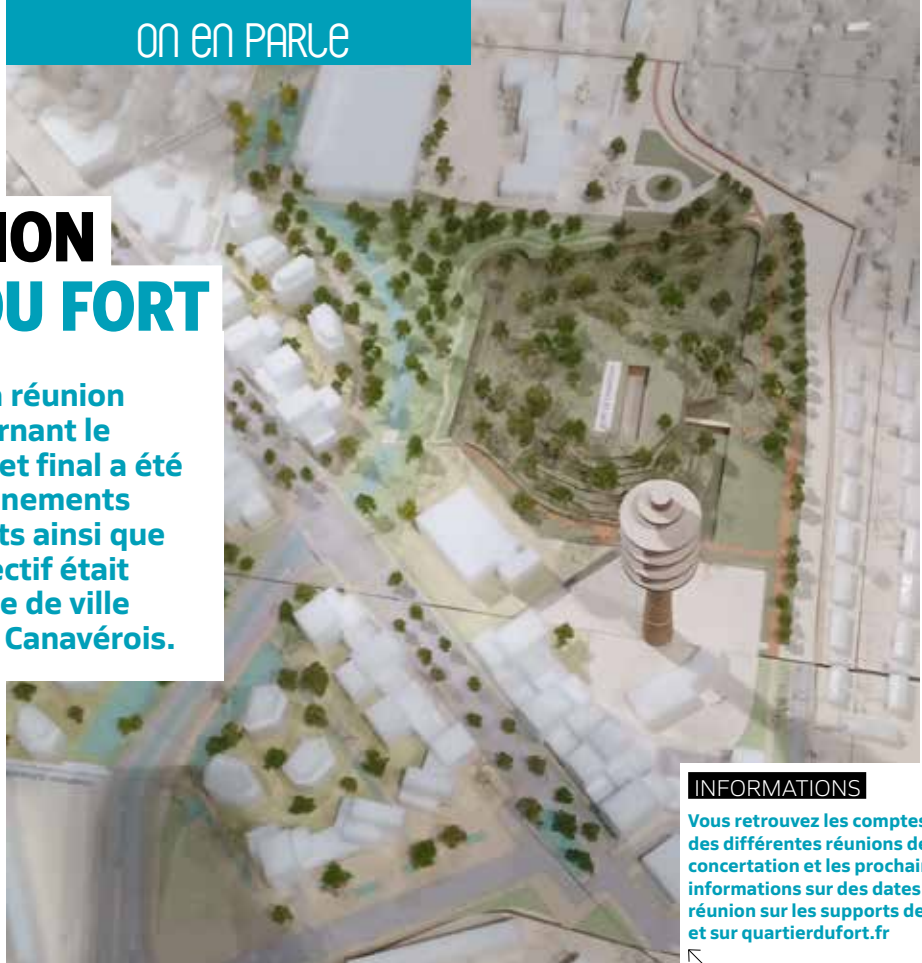 on en PARLe
ION
DU FORT
réunion
rnant le
et final a été
nements
ts ainsi que
ectif était
e de ville
Canavérois.
INFORMATIONS
Vous retrouvez les comptes
des différentes réunions de
concertation et les prochain
informations sur des dates
réunion sur les supports de
et sur quartierdufort.fr